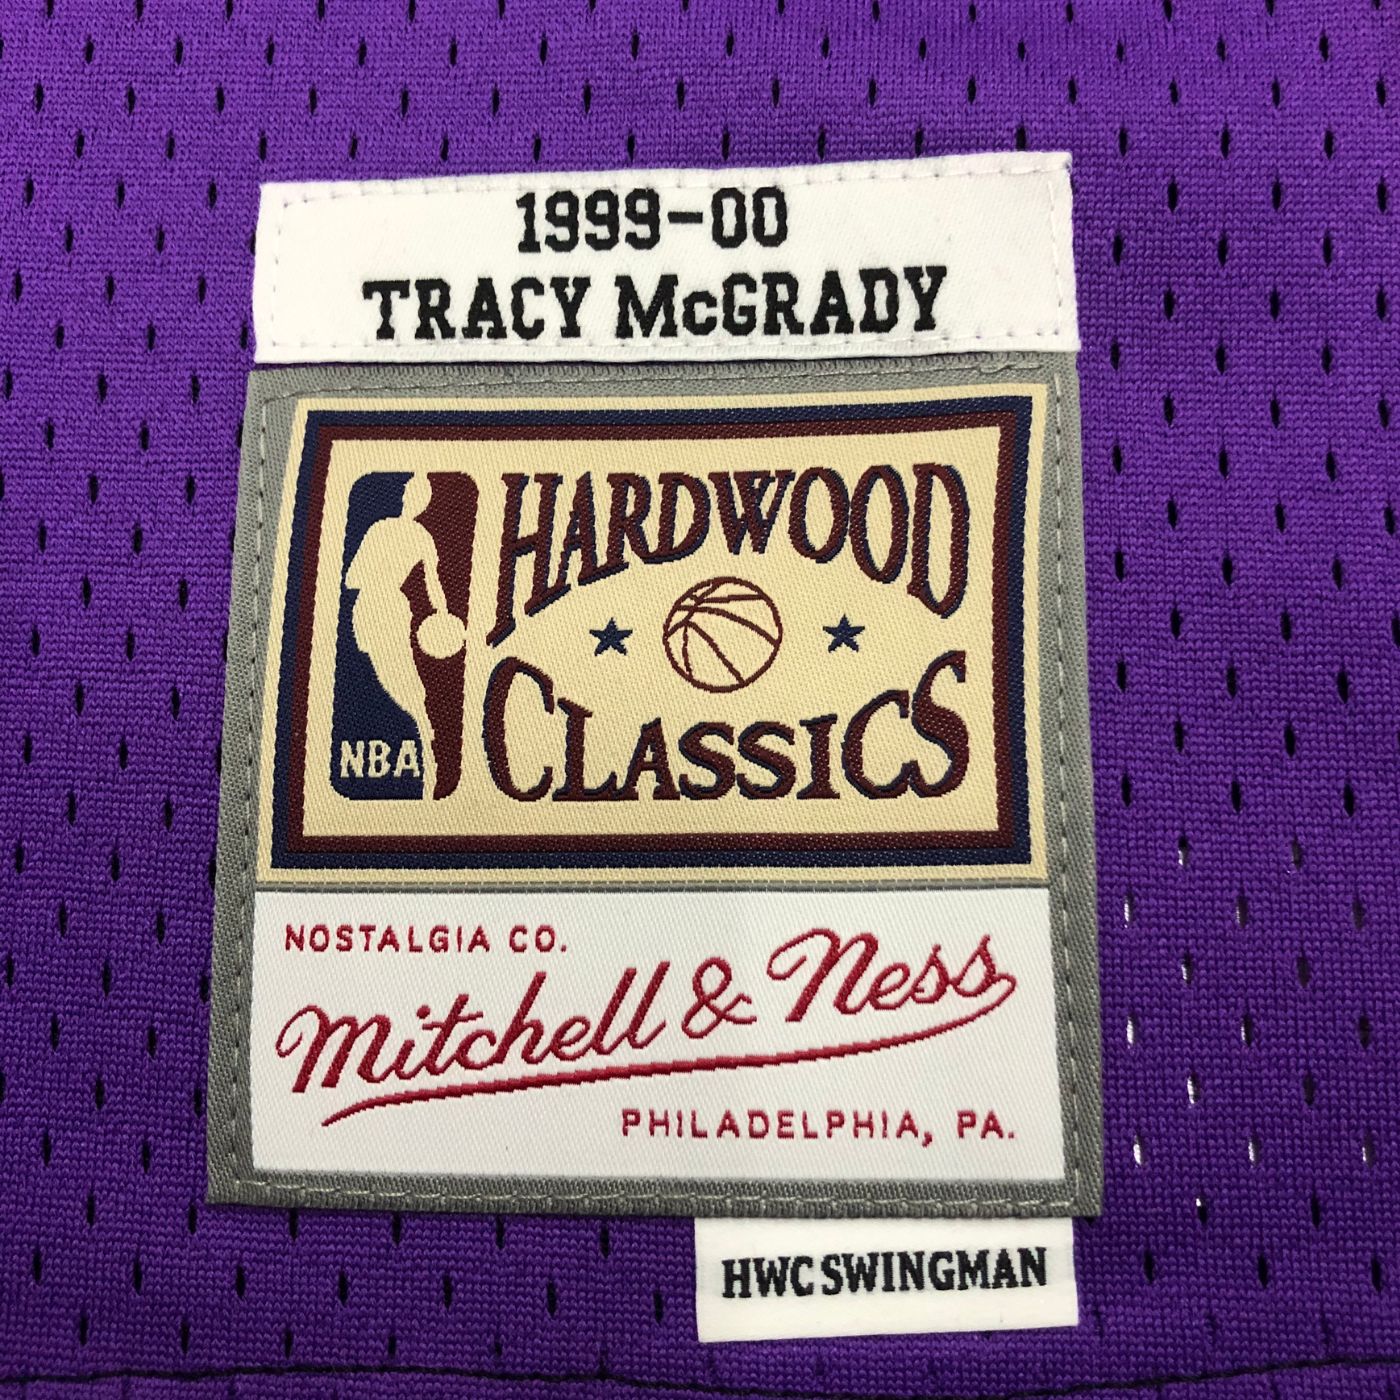 1999-00
TRACY McGRADY
HARDWOOD
CLASSICS
NBA
NOSTALGIA CO.
Mitchell & Ness
PHILADELPHIA, PA.
HWC SWINGMAN